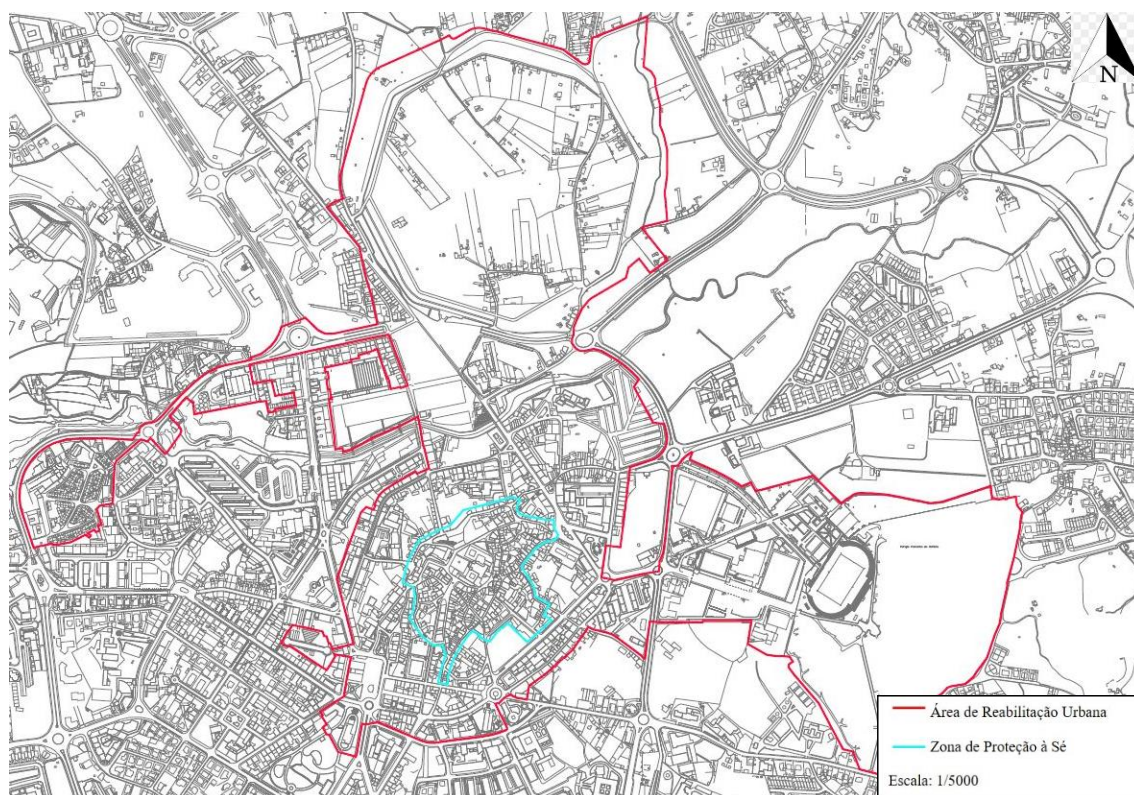 N
Área de Reabilitação Urbana
Zona de Proteção à Sé
Escala: 1/5000